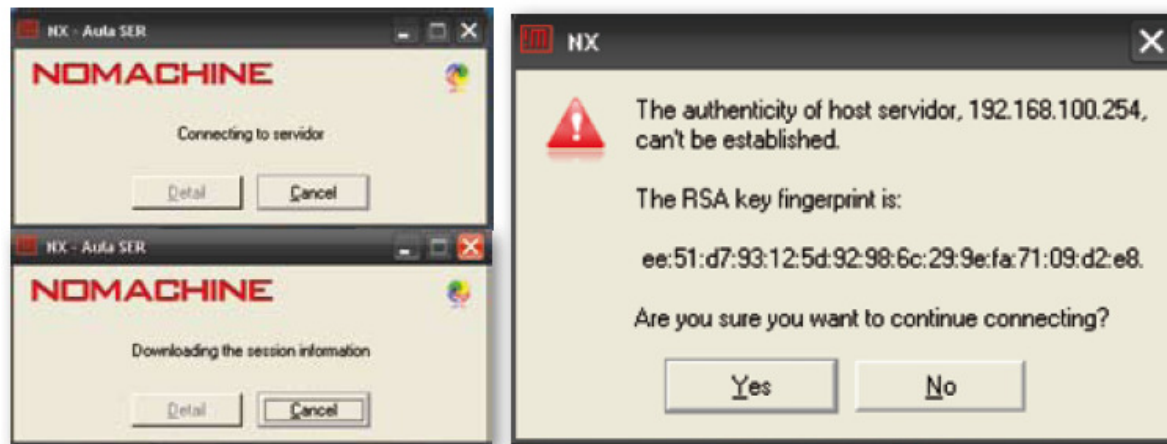 NX - Aula SER
NOMACHINE
Connecting to servidor
Detail
Cancel
NX - Aula SER
NOMACHINE
Downloading the session information
Detail
Cancel
NX
The authenticity of host servidor, 192.168.100.254,
can't be established.
The RSA key fingerprint is:
ee:51:d7:93:12:5d:92:98:6c:29:9e:fa:71:09:d2:e8.
Are you sure you want to continue connecting?
Yes
No